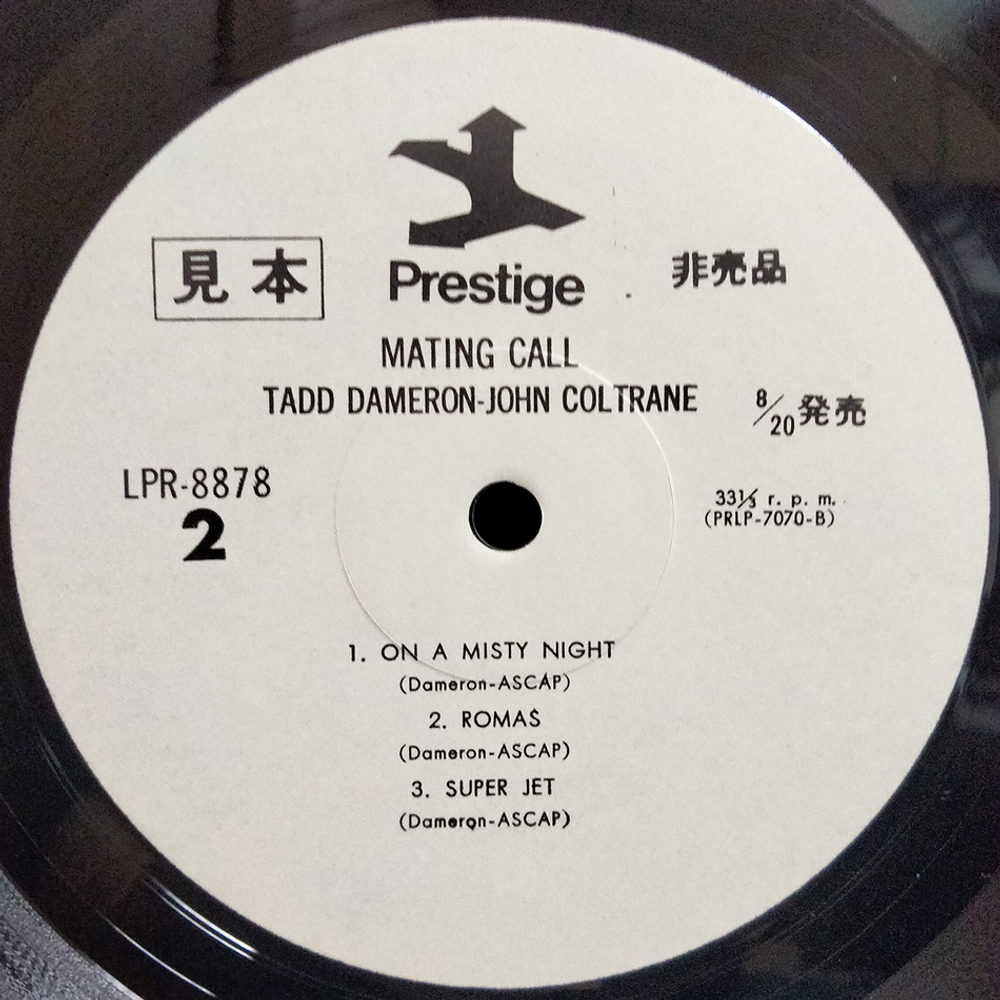 見本
Prestige
非売品
MATING CALL
TADD DAMERON-JOHN COLTRANE
8/20発売
LPR-8878
2
33⅓ r. p. m.
(PRLP-7070-B)
1. ON A MISTY NIGHT
(Dameron-ASCAP)
2. ROMAS
(Dameron-ASCAP)
3. SUPER JET
(Dameron-ASCAP)